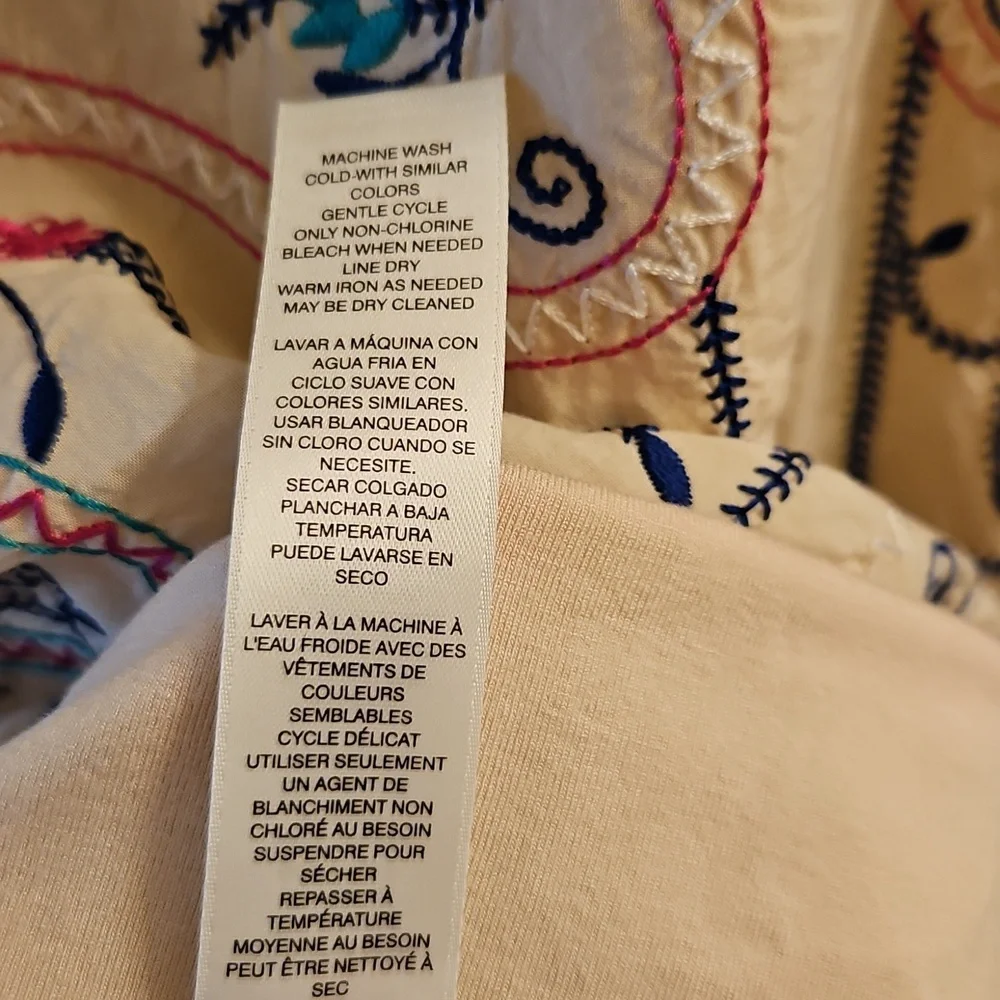 MACHINE WASH
COLD-WITH SIMILAR
COLORS
GENTLE CYCLE
ONLY NON-CHLORINE
BLEACH WHEN NEEDED
LINE DRY
WARM IRON AS NEEDED
MAY BE DRY CLEANED
LAVAR A MÁQUINA CON
AGUA FRIA EN
CICLO SUAVE CON
COLORES SIMILARES.
USAR BLANQUEADOR
SIN CLORO CUANDO SE
NECESITE.
SECAR COLGADO
PLANCHAR A BAJA
TEMPERATURA
PUEDE LAVARSE EN
SECO
LAVER À LA MACHINE À
L'EAU FROIDE AVEC DES
VÊTEMENTS DE
COULEURS
SEMBLABLES
CYCLE DÉLICAT
UTILISER SEULEMENT
UN AGENT DE
BLANCHIMENT NON
CHLORÉ AU BESOIN
SUSPENDRE POUR
SÉCHER
REPASSER À
TEMPÉRATURE
MOYENNE AU BESOIN
PEUT ÊTRE NETTOYÉ À
SEC